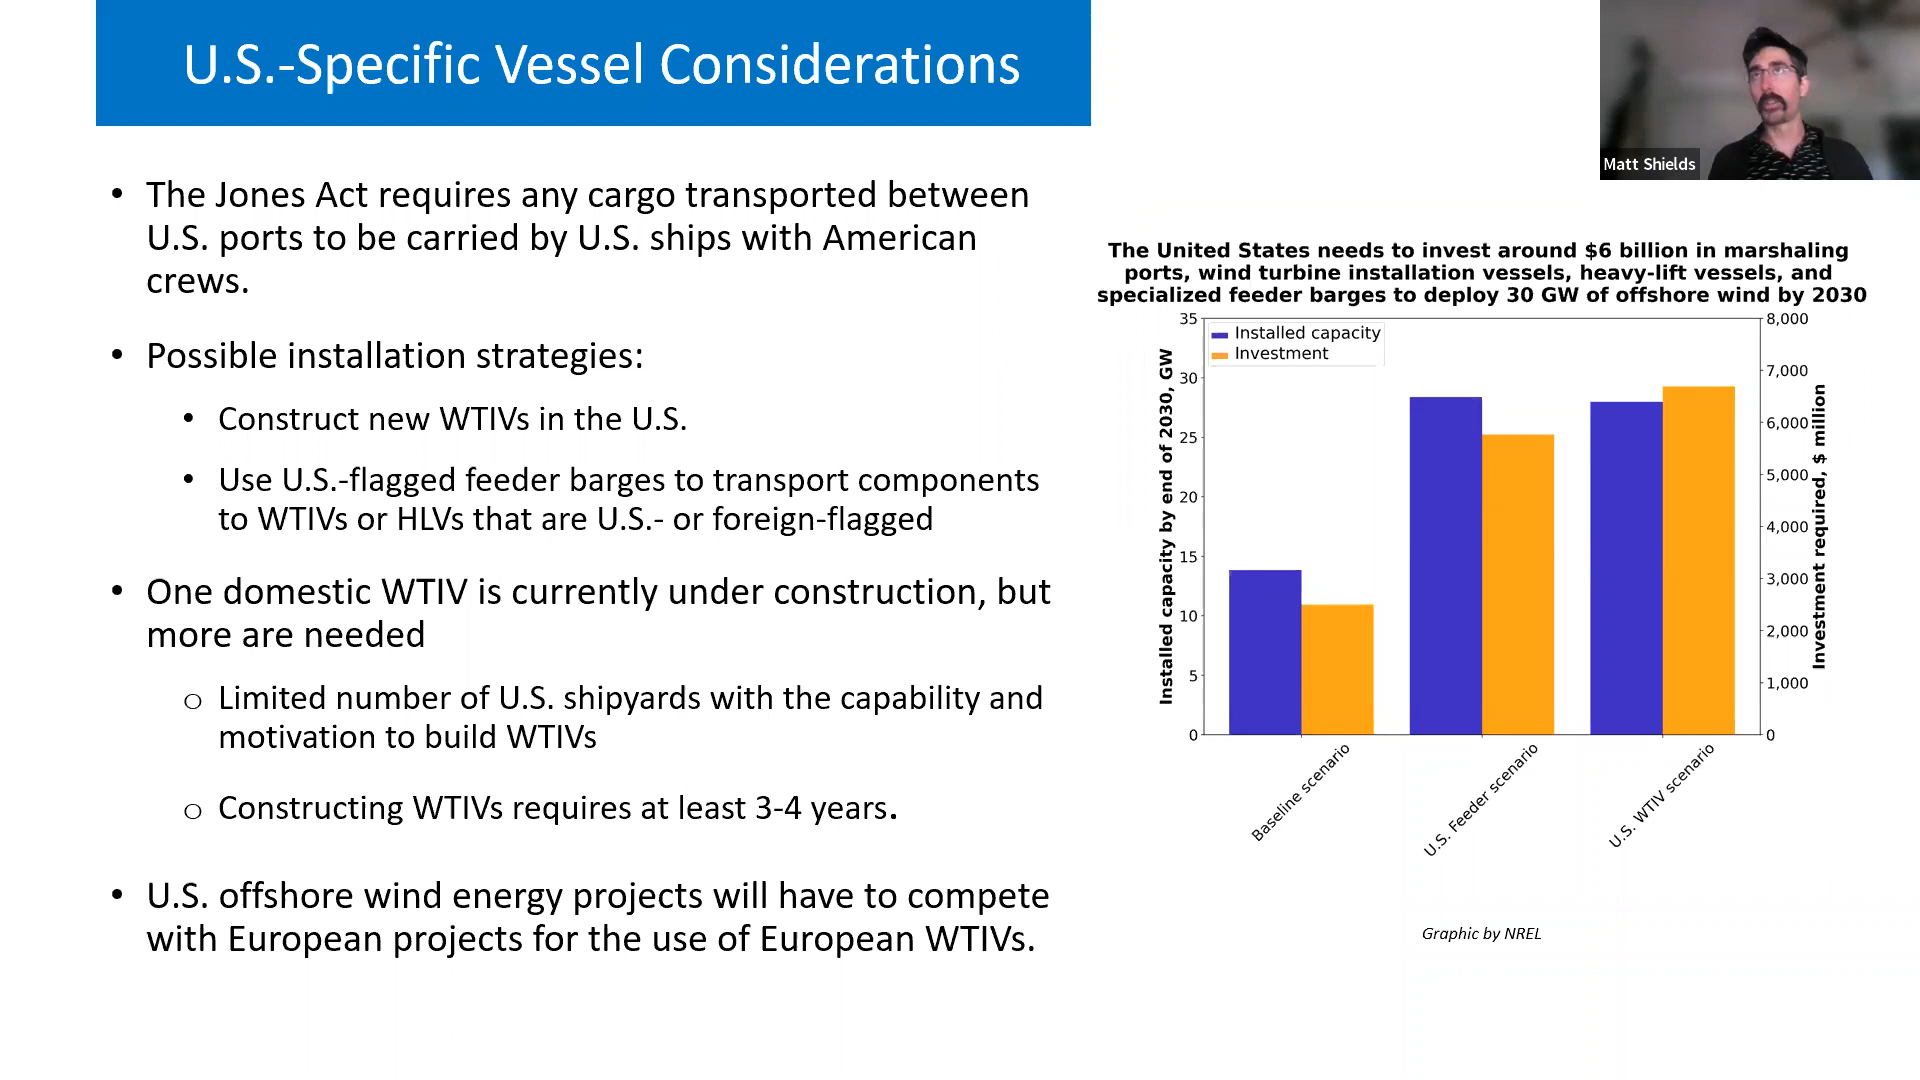 U.S.-Specific Vessel Considerations
Matt Shields
• The Jones Act requires any cargo transported between
U.S. ports to be carried by U.S. ships with American
crews.
• Possible installation strategies:
• Construct new WTIVs in the U.S.
• Use U.S.-flagged feeder barges to transport components
to WTIVs or HLVs that are U.S.- or foreign-flagged
• One domestic WTIV is currently under construction, but
more are needed
o Limited number of U.S. shipyards with the capability and
motivation to build WTIVs
o Constructing WTIVs requires at least 3-4 years.
• U.S. offshore wind energy projects will have to compete
with European projects for the use of European WTIVs.
The United States needs to invest around $6 billion in marshaling
ports, wind turbine installation vessels, heavy-lift vessels, and
specialized feeder barges to deploy 30 GW of offshore wind by 2030
Installed capacity
Investment
Installed capacity by end of 2030, GW
35
30
25
20
15
10
5
0
8,000
7,000
6,000
5,000
4,000
3,000
2,000
1,000
0
Investment required, $ million
Baseline scenario
U.S. Feeder scenario
U.S. WTIV scenario
Graphic by NREL